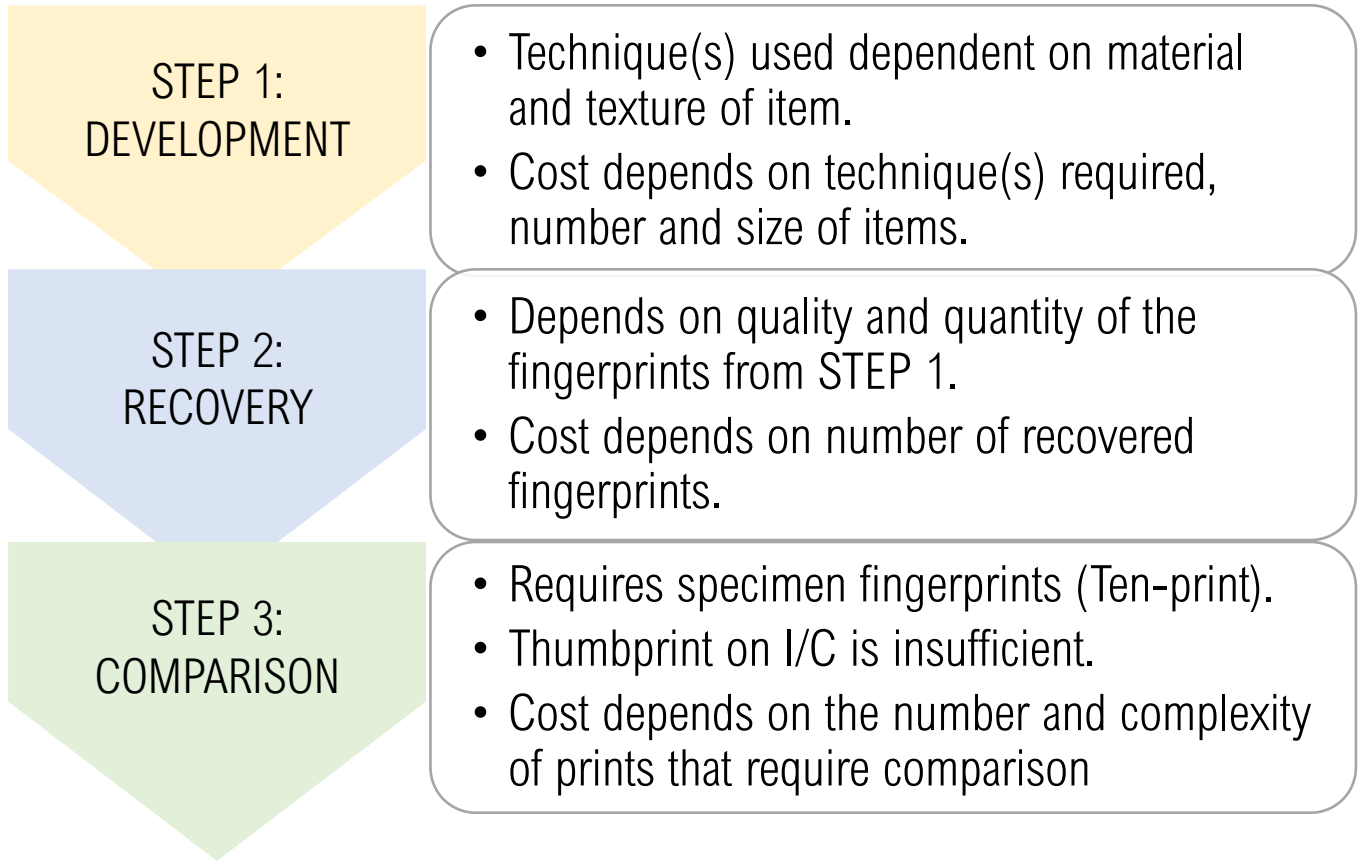 STEP 1:
DEVELOPMENT
• Technique(s) used dependent on material
and texture of item.
• Cost depends on technique(s) required,
number and size of items.
STEP 2:
RECOVERY
• Depends on quality and quantity of the
fingerprints from STEP 1.
• Cost depends on number of recovered
fingerprints.
STEP 3:
COMPARISON
• Requires specimen fingerprints (Ten-print).
• Thumbprint on I/C is insufficient.
• Cost depends on the number and complexity
of prints that require comparison